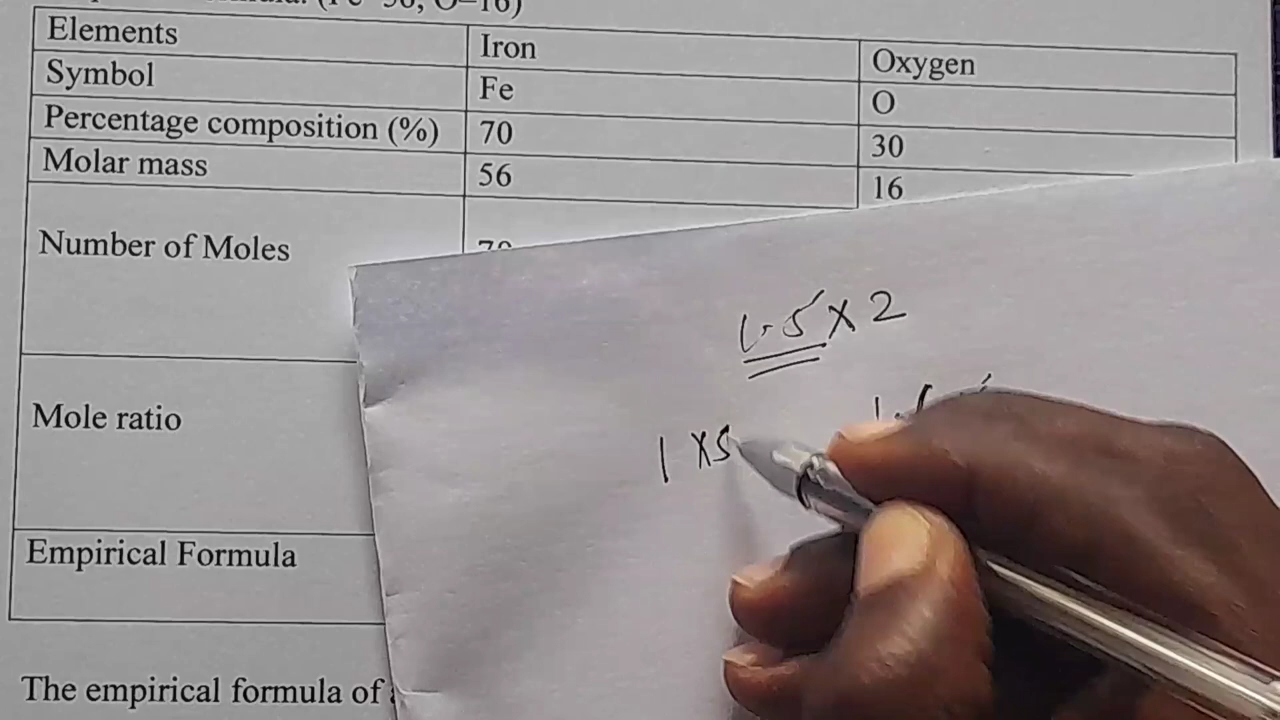 Elements Iron Oxygen
Symbol Fe O
Percentage composition (%) 70 30
Molar mass 56 16
Number of Moles
Mole ratio
Empirical Formula
The empirical formula of
1.5 X 2
1 X 5